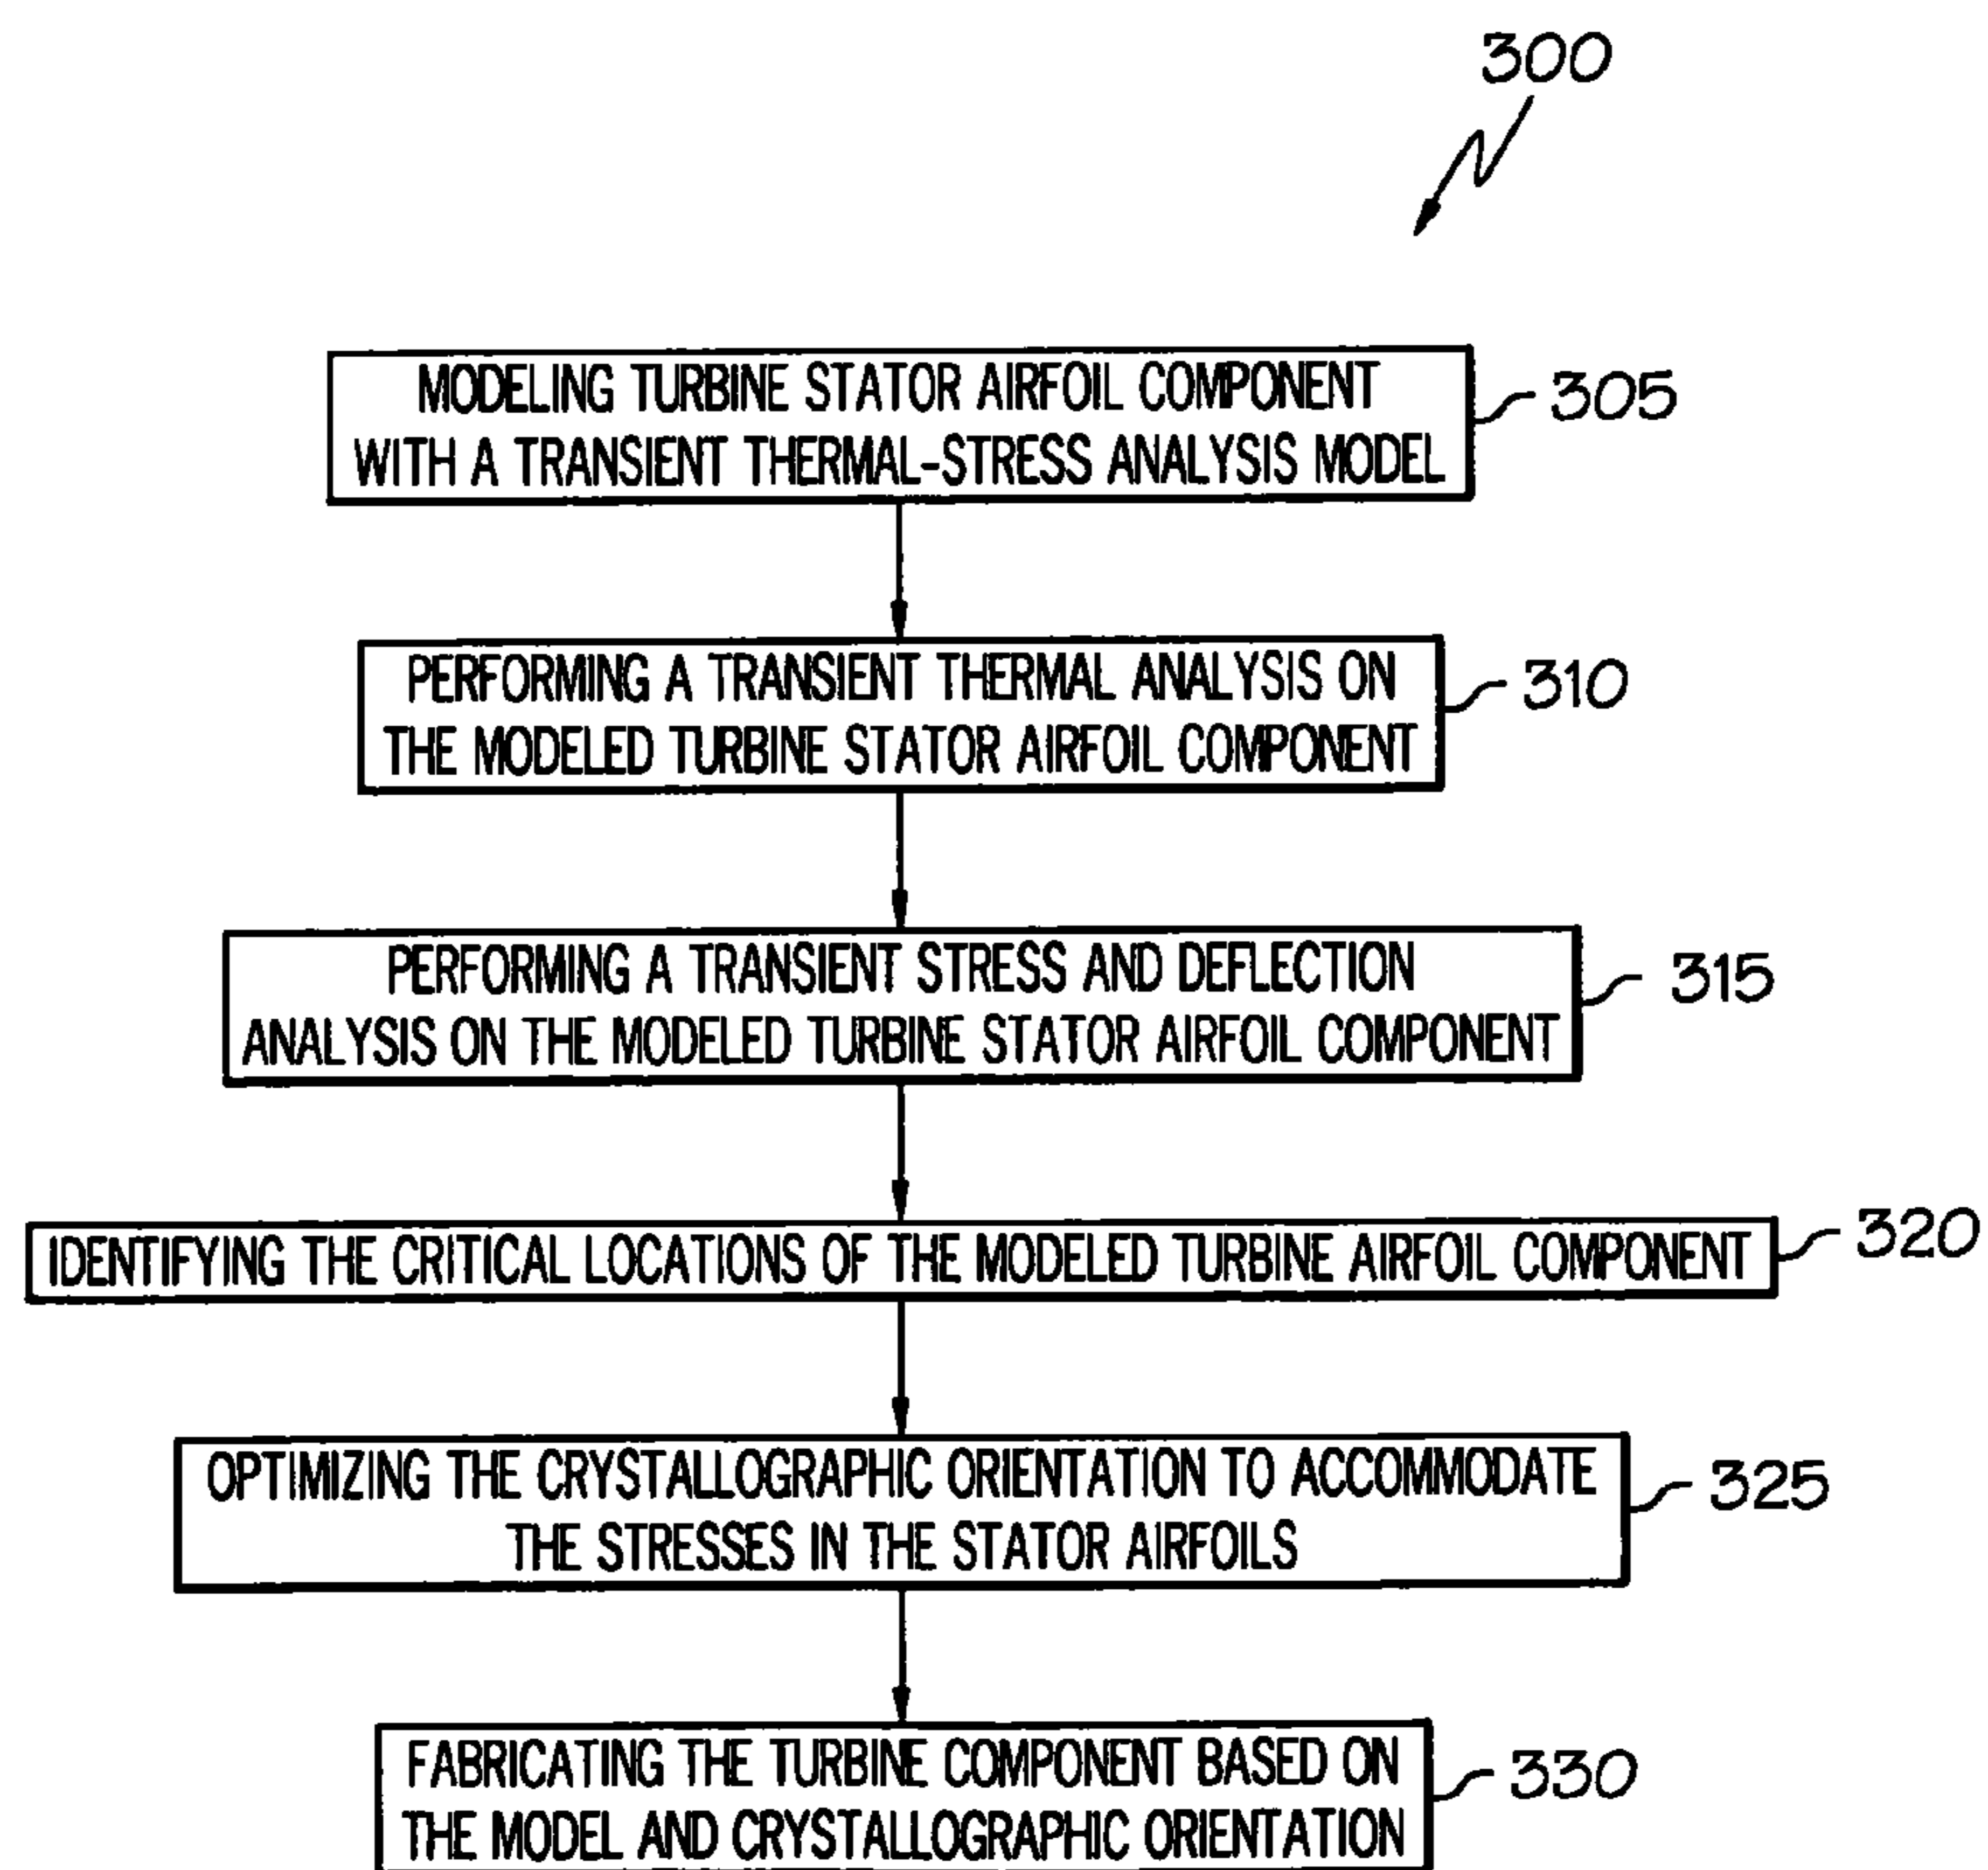 300
MODELING TURBINE STATOR AIRFOIL COMPONENT
WITH A TRANSIENT THERMAL-STRESS ANALYSIS MODEL
305
PERFORMING A TRANSIENT THERMAL ANALYSIS ON
THE MODELED TURBINE STATOR AIRFOIL COMPONENT
310
PERFORMING A TRANSIENT STRESS AND DEFLECTION
ANALYSIS ON THE MODELED TURBINE STATOR AIRFOIL COMPONENT
315
IDENTIFYING THE CRITICAL LOCATIONS OF THE MODELED TURBINE AIRFOIL COMPONENT
320
OPTIMIZING THE CRYSTALLOGRAPHIC ORIENTATION TO ACCOMMODATE
THE STRESSES IN THE STATOR AIRFOILS
325
FABRICATING THE TURBINE COMPONENT BASED ON
THE MODEL AND CRYSTALLOGRAPHIC ORIENTATION
330